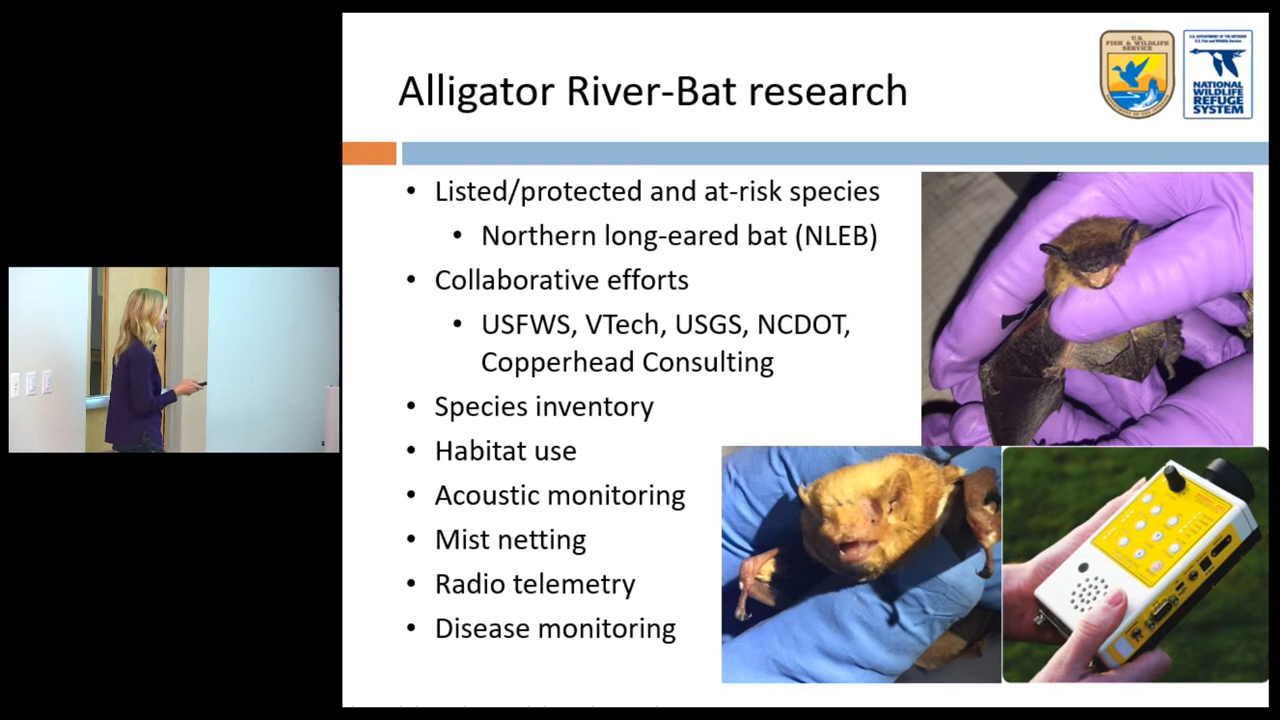 Alligator River-Bat research
U.S.
FISH & WILDLIFE
SERVICE
U.S. DEPARTMENT OF THE INTERIOR
U.S. Fish and Wildlife Service
NATIONAL
WILDLIFE
REFUGE
SYSTEM
• Listed/protected and at-risk species
• Northern long-eared bat (NLEB)
• Collaborative efforts
• USFWS, VTech, USGS, NCDOT,
Copperhead Consulting
• Species inventory
• Habitat use
• Acoustic monitoring
• Mist netting
• Radio telemetry
• Disease monitoring